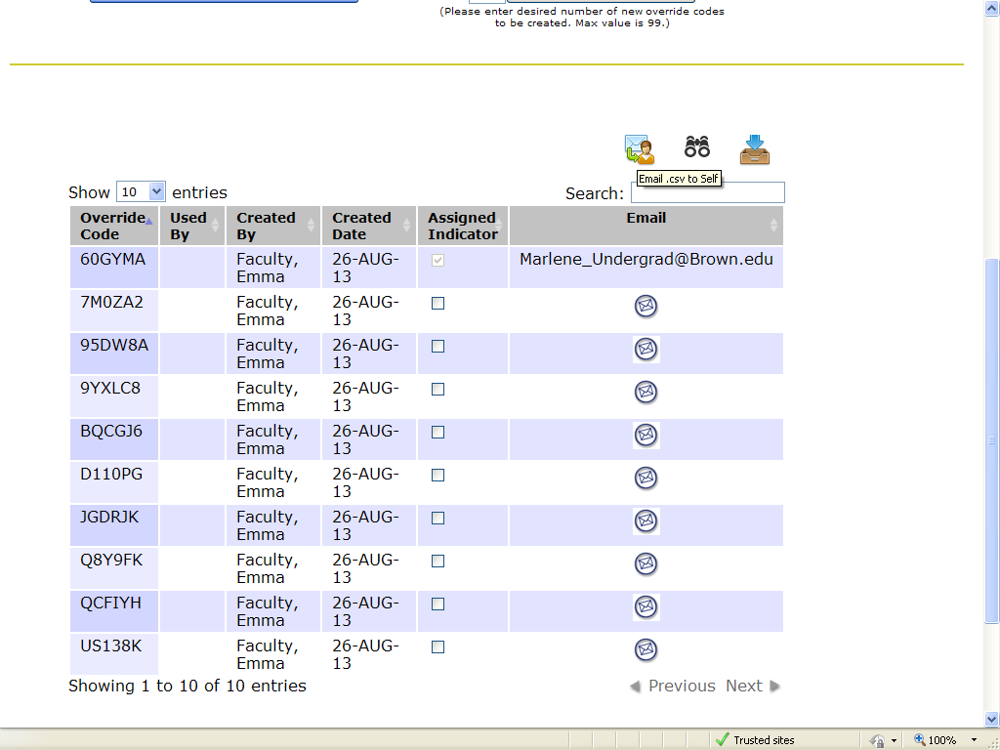 (Please enter desired number of new override codes
to be created. Max value is 99.)
Email .csv to Self
Show 10 entries
Search:
Override Code Used By Created By Created Date Assigned Indicator Email
60GYMA Faculty, Emma 26-AUG-13 Marlene_Undergrad@Brown.edu
7M0ZA2 Faculty, Emma 26-AUG-13
95DW8A Faculty, Emma 26-AUG-13
9YXLC8 Faculty, Emma 26-AUG-13
BQCGJ6 Faculty, Emma 26-AUG-13
D110PG Faculty, Emma 26-AUG-13
JGDRJK Faculty, Emma 26-AUG-13
Q8Y9FK Faculty, Emma 26-AUG-13
QCFIYH Faculty, Emma 26-AUG-13
US138K Faculty, Emma 26-AUG-13
Showing 1 to 10 of 10 entries
Previous Next
Trusted sites
100%